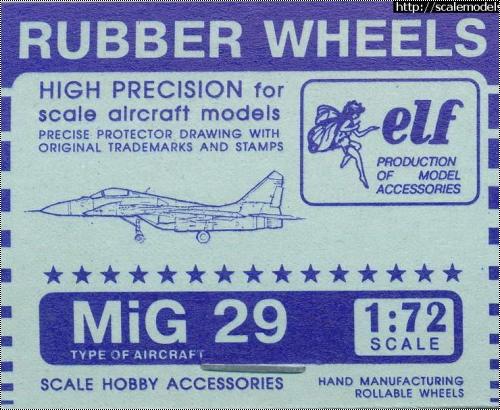 http://scalemodels
RUBBER WHEELS
HIGH PRECISION for
scale aircraft models
PRECISE PROTECTOR DRAWING WITH
ORIGINAL TRADEMARKS AND STAMPS
elf
PRODUCTION
OF MODEL
ACCESSORIES
MiG 29
TYPE OF AIRCRAFT
1:72
SCALE
SCALE HOBBY ACCESSORIES
HAND MANUFACTURING
ROLLABLE WHEELS